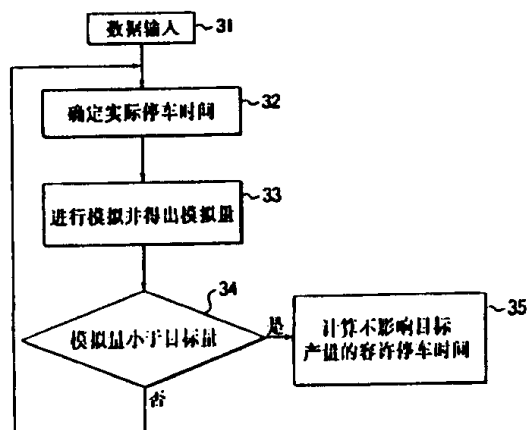 数据输入
31
确定实际停车时间
32
进行模拟并得出模拟量
33
34
模拟量小于目标量
是
否
计算不影响目标
产量的容许停车时间
35